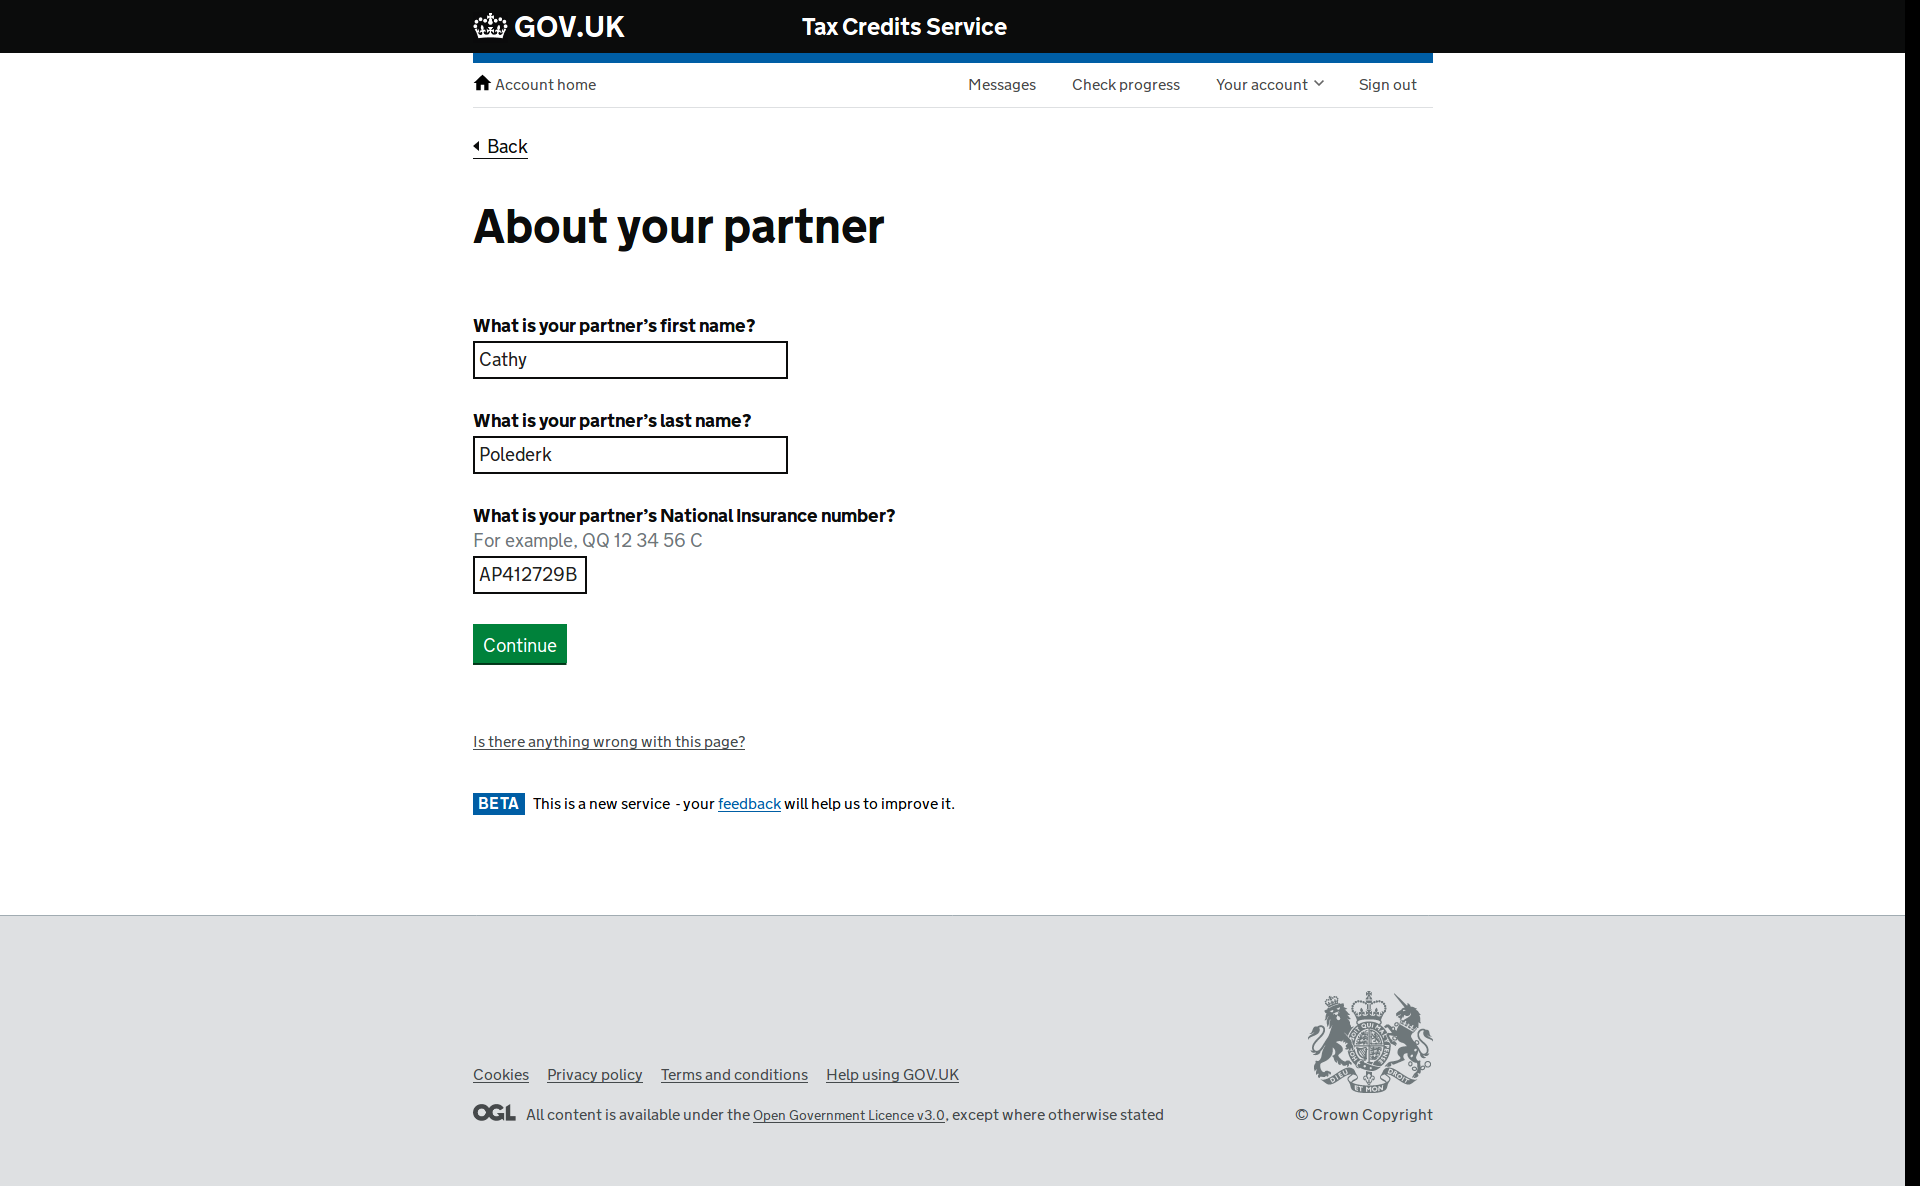 GOV.UK
Tax Credits Service
Account home
Messages
Check progress
Your account
Sign out
Back
About your partner
What is your partner's first name?
Cathy
What is your partner's last name?
Polederk
What is your partner's National Insurance number?
For example, QQ 12 34 56 C
AP412729B
Continue
Is there anything wrong with this page?
BETA This is a new service - your feedback will help us to improve it.
Cookies
Privacy policy
Terms and conditions
Help using GOV.UK
OGL All content is available under the Open Government Licence v3.0, except where otherwise stated
DIEU ET MON DROIT
© Crown Copyright